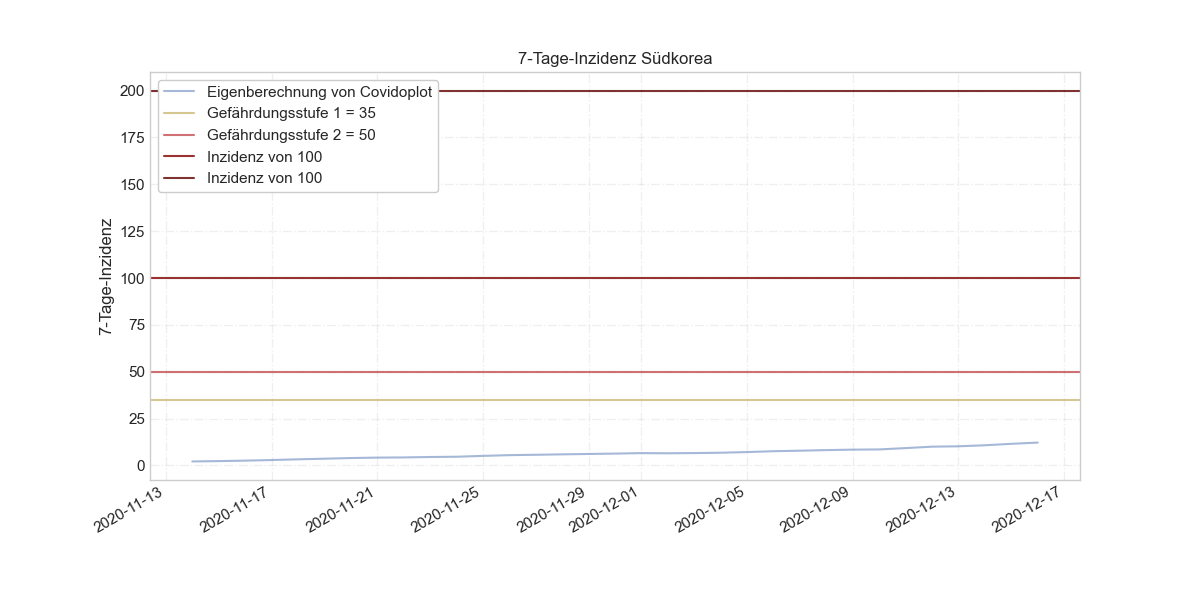 7-Tage-Inzidenz Südkorea
Eigenberechnung von Covidoplot
Gefährdungsstufe 1 = 35
Gefährdungsstufe 2 = 50
Inzidenz von 100
Inzidenz von 100
7-Tage-Inzidenz
200
175
150
125
100
75
50
25
0
2020-11-13
2020-11-17
2020-11-21
2020-11-25
2020-11-29
2020-12-01
2020-12-05
2020-12-09
2020-12-13
2020-12-17